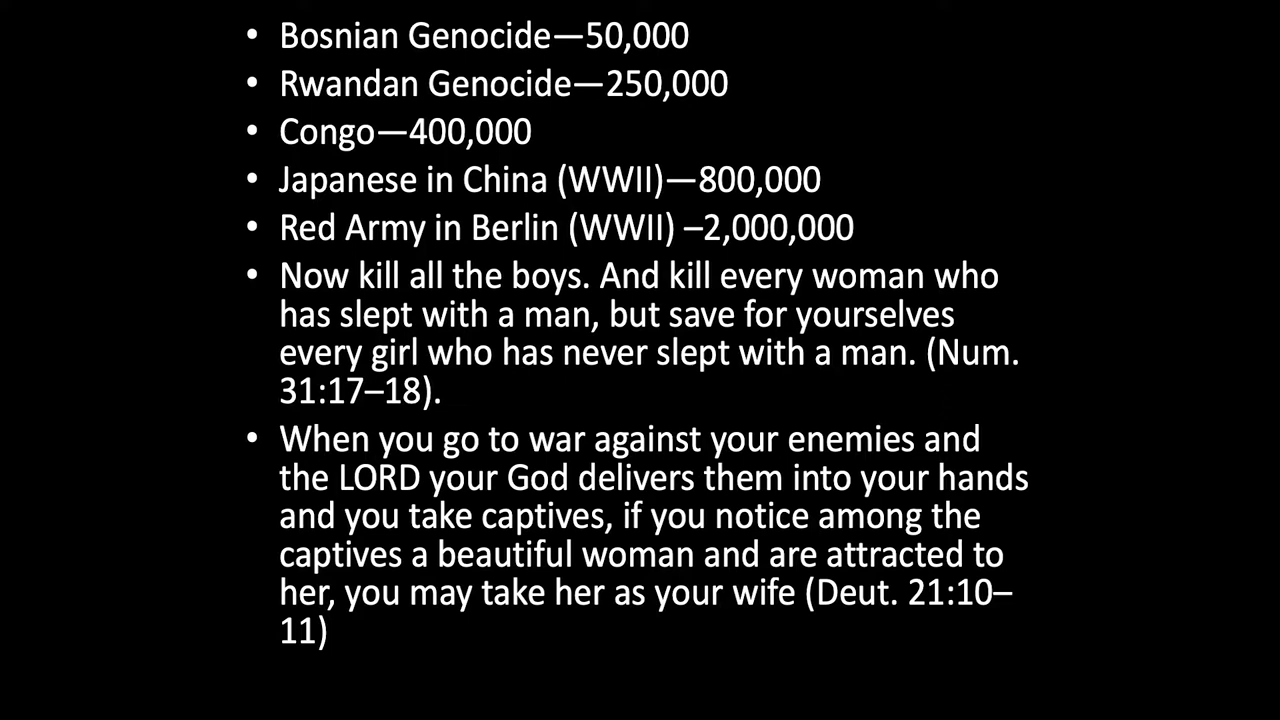 • Bosnian Genocide—50,000
• Rwandan Genocide—250,000
• Congo—400,000
• Japanese in China (WWII)—800,000
• Red Army in Berlin (WWII) –2,000,000
• Now kill all the boys. And kill every woman who
has slept with a man, but save for yourselves
every girl who has never slept with a man. (Num.
31:17–18).
• When you go to war against your enemies and
the LORD your God delivers them into your hands
and you take captives, if you notice among the
captives a beautiful woman and are attracted to
her, you may take her as your wife (Deut. 21:10–
11)